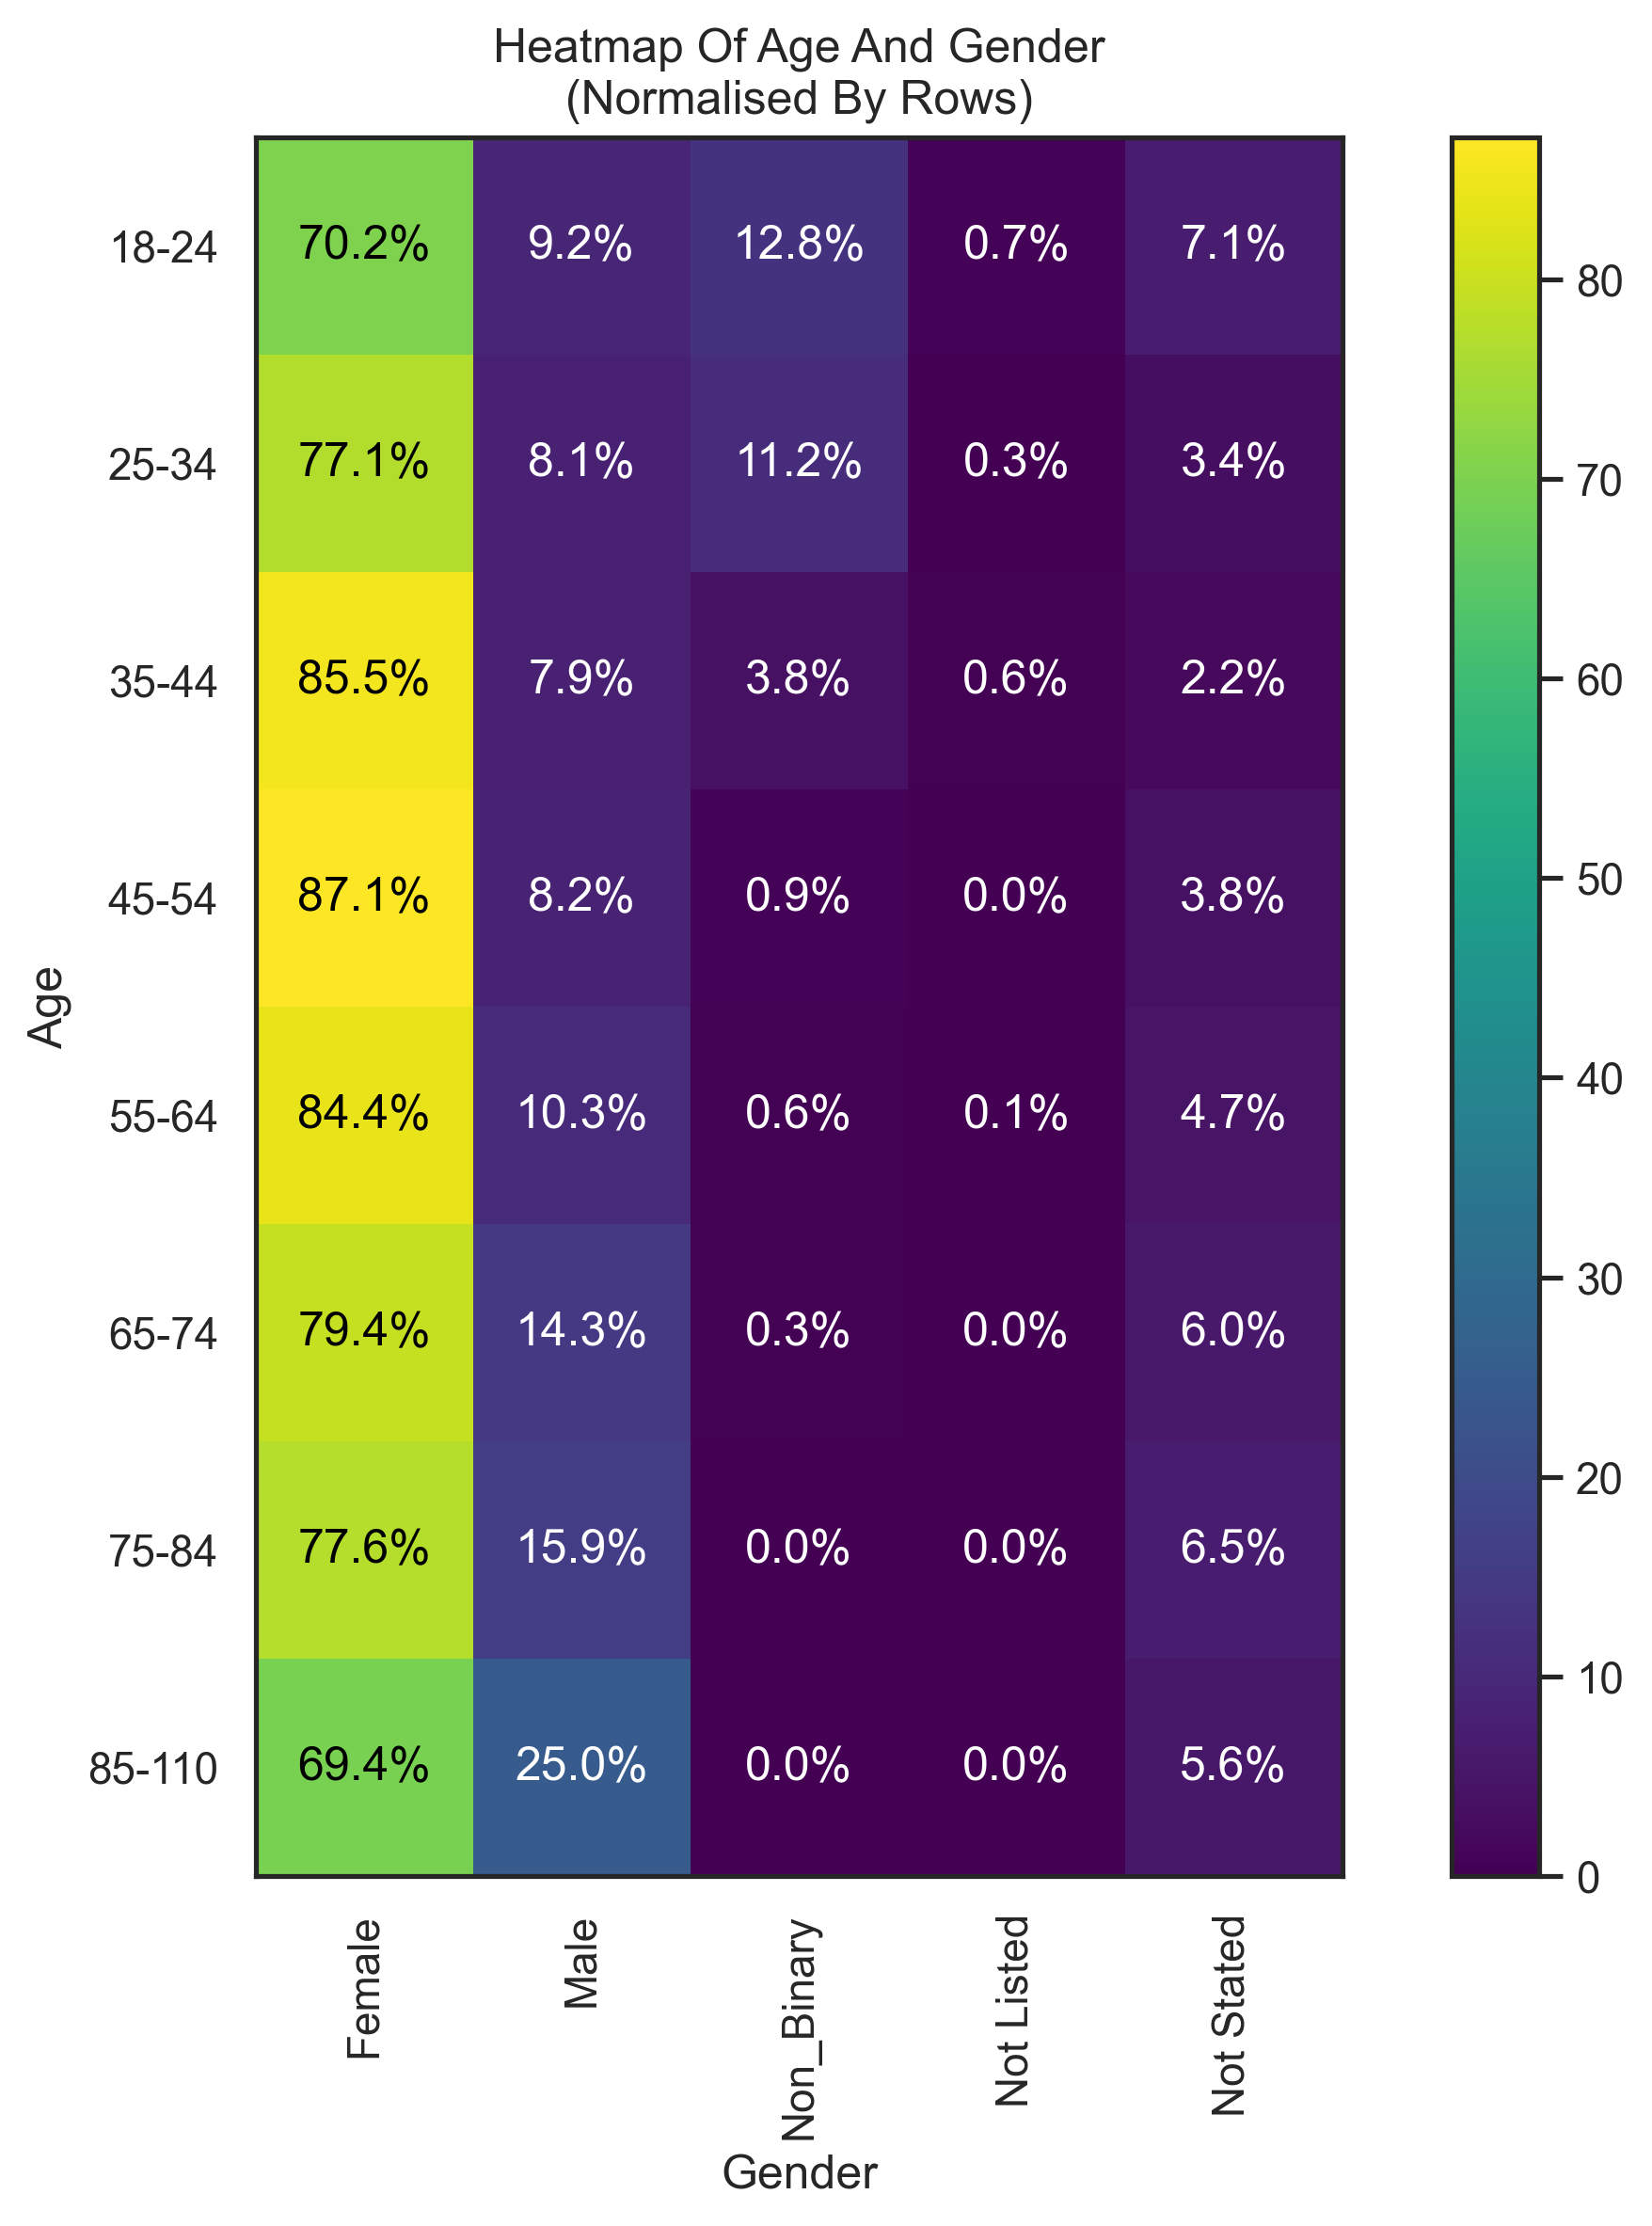 Heatmap Of Age And Gender
(Normalised By Rows)
18-24 70.2% 9.2% 12.8% 0.7% 7.1%
25-34 77.1% 8.1% 11.2% 0.3% 3.4%
35-44 85.5% 7.9% 3.8% 0.6% 2.2%
45-54 87.1% 8.2% 0.9% 0.0% 3.8%
55-64 84.4% 10.3% 0.6% 0.1% 4.7%
65-74 79.4% 14.3% 0.3% 0.0% 6.0%
75-84 77.6% 15.9% 0.0% 0.0% 6.5%
85-110 69.4% 25.0% 0.0% 0.0% 5.6%
Age
Female
Male
Non_Binary
Not Listed
Not Stated
Gender
80
70
60
50
40
30
20
10
0